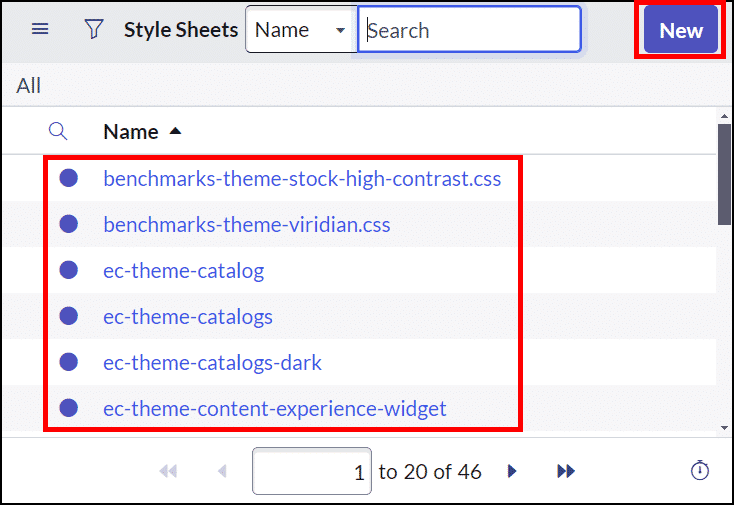 Style Sheets Name Search New
All
Name
benchmarks-theme-stock-high-contrast.css
benchmarks-theme-viridian.css
ec-theme-catalog
ec-theme-catalogs
ec-theme-catalogs-dark
ec-theme-content-experience-widget
1 to 20 of 46